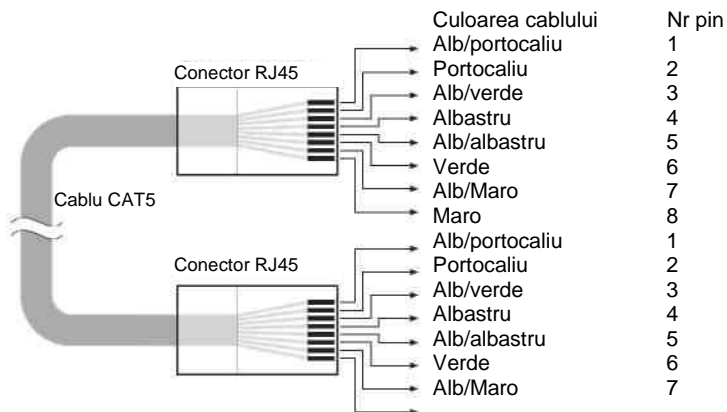 Culoarea cablului Nr pin
Alb/portocaliu 1
Conector RJ45
Portocaliu 2
Alb/verde 3
Albastru 4
Alb/albastru 5
Verde 6
Alb/Maro 7
Cablu CAT5
Maro 8
Alb/portocaliu 1
Conector RJ45
Portocaliu 2
Alb/verde 3
Albastru 4
Alb/albastru 5
Verde 6
Alb/Maro 7